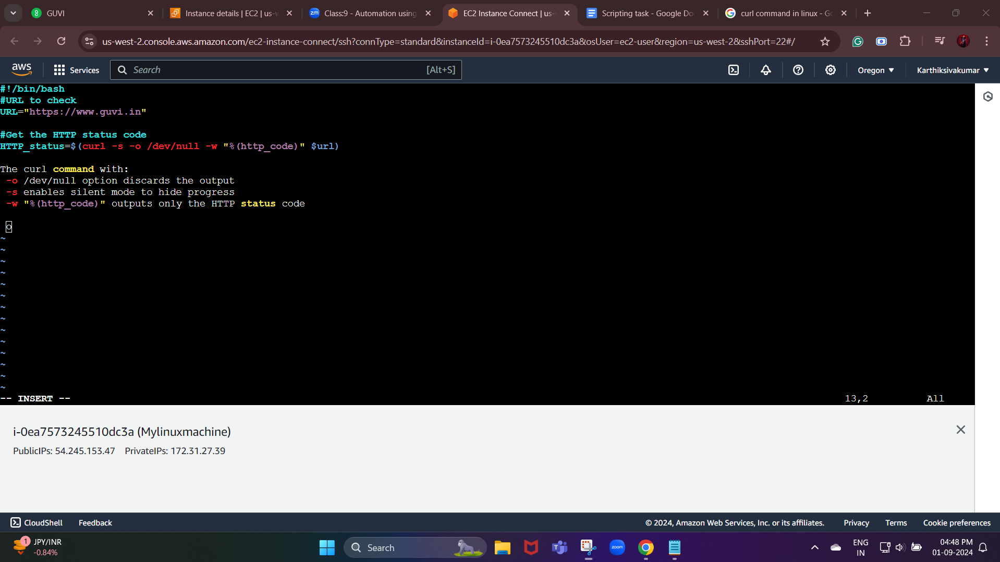 GUVI
Instance details | EC2 | us-w
zm
Class:9 - Automation using
EC2 Instance Connect | us-
Scripting task - Google Do
curl command in linux - Go
us-west-2.console.aws.amazon.com/ec2-instance-connect/ssh?connType=standard&instanceId=i-0ea7573245510dc3a&osUser=ec2-user&region=us-west-2&sshPort=22#/
aws
Services
Search
[Alt+S]
Oregon
Karthiksivakumar
#!/bin/bash
#URL to check
URL="https://www.guvi.in"
#Get the HTTP status code
HTTP_status=$(curl -s -o /dev/null -w "%(http_code)" $url)
The curl command with:
-o /dev/null option discards the output
-s enables silent mode to hide progress
-w "%(http_code)" outputs only the HTTP status code
o
~
~
~
~
~
~
~
~
~
~
~
~
~
~
-- INSERT --
13,2
All
i-0ea7573245510dc3a (Mylinuxmachine)
PublicIPs: 54.245.153.47 PrivateIPs: 172.31.27.39
CloudShell
Feedback
© 2024, Amazon Web Services, Inc. or its affiliates.
Privacy
Terms
Cookie preferences
1
JPY/INR
-0.84%
Search
zoom
ENG
IN
04:48 PM
01-09-2024